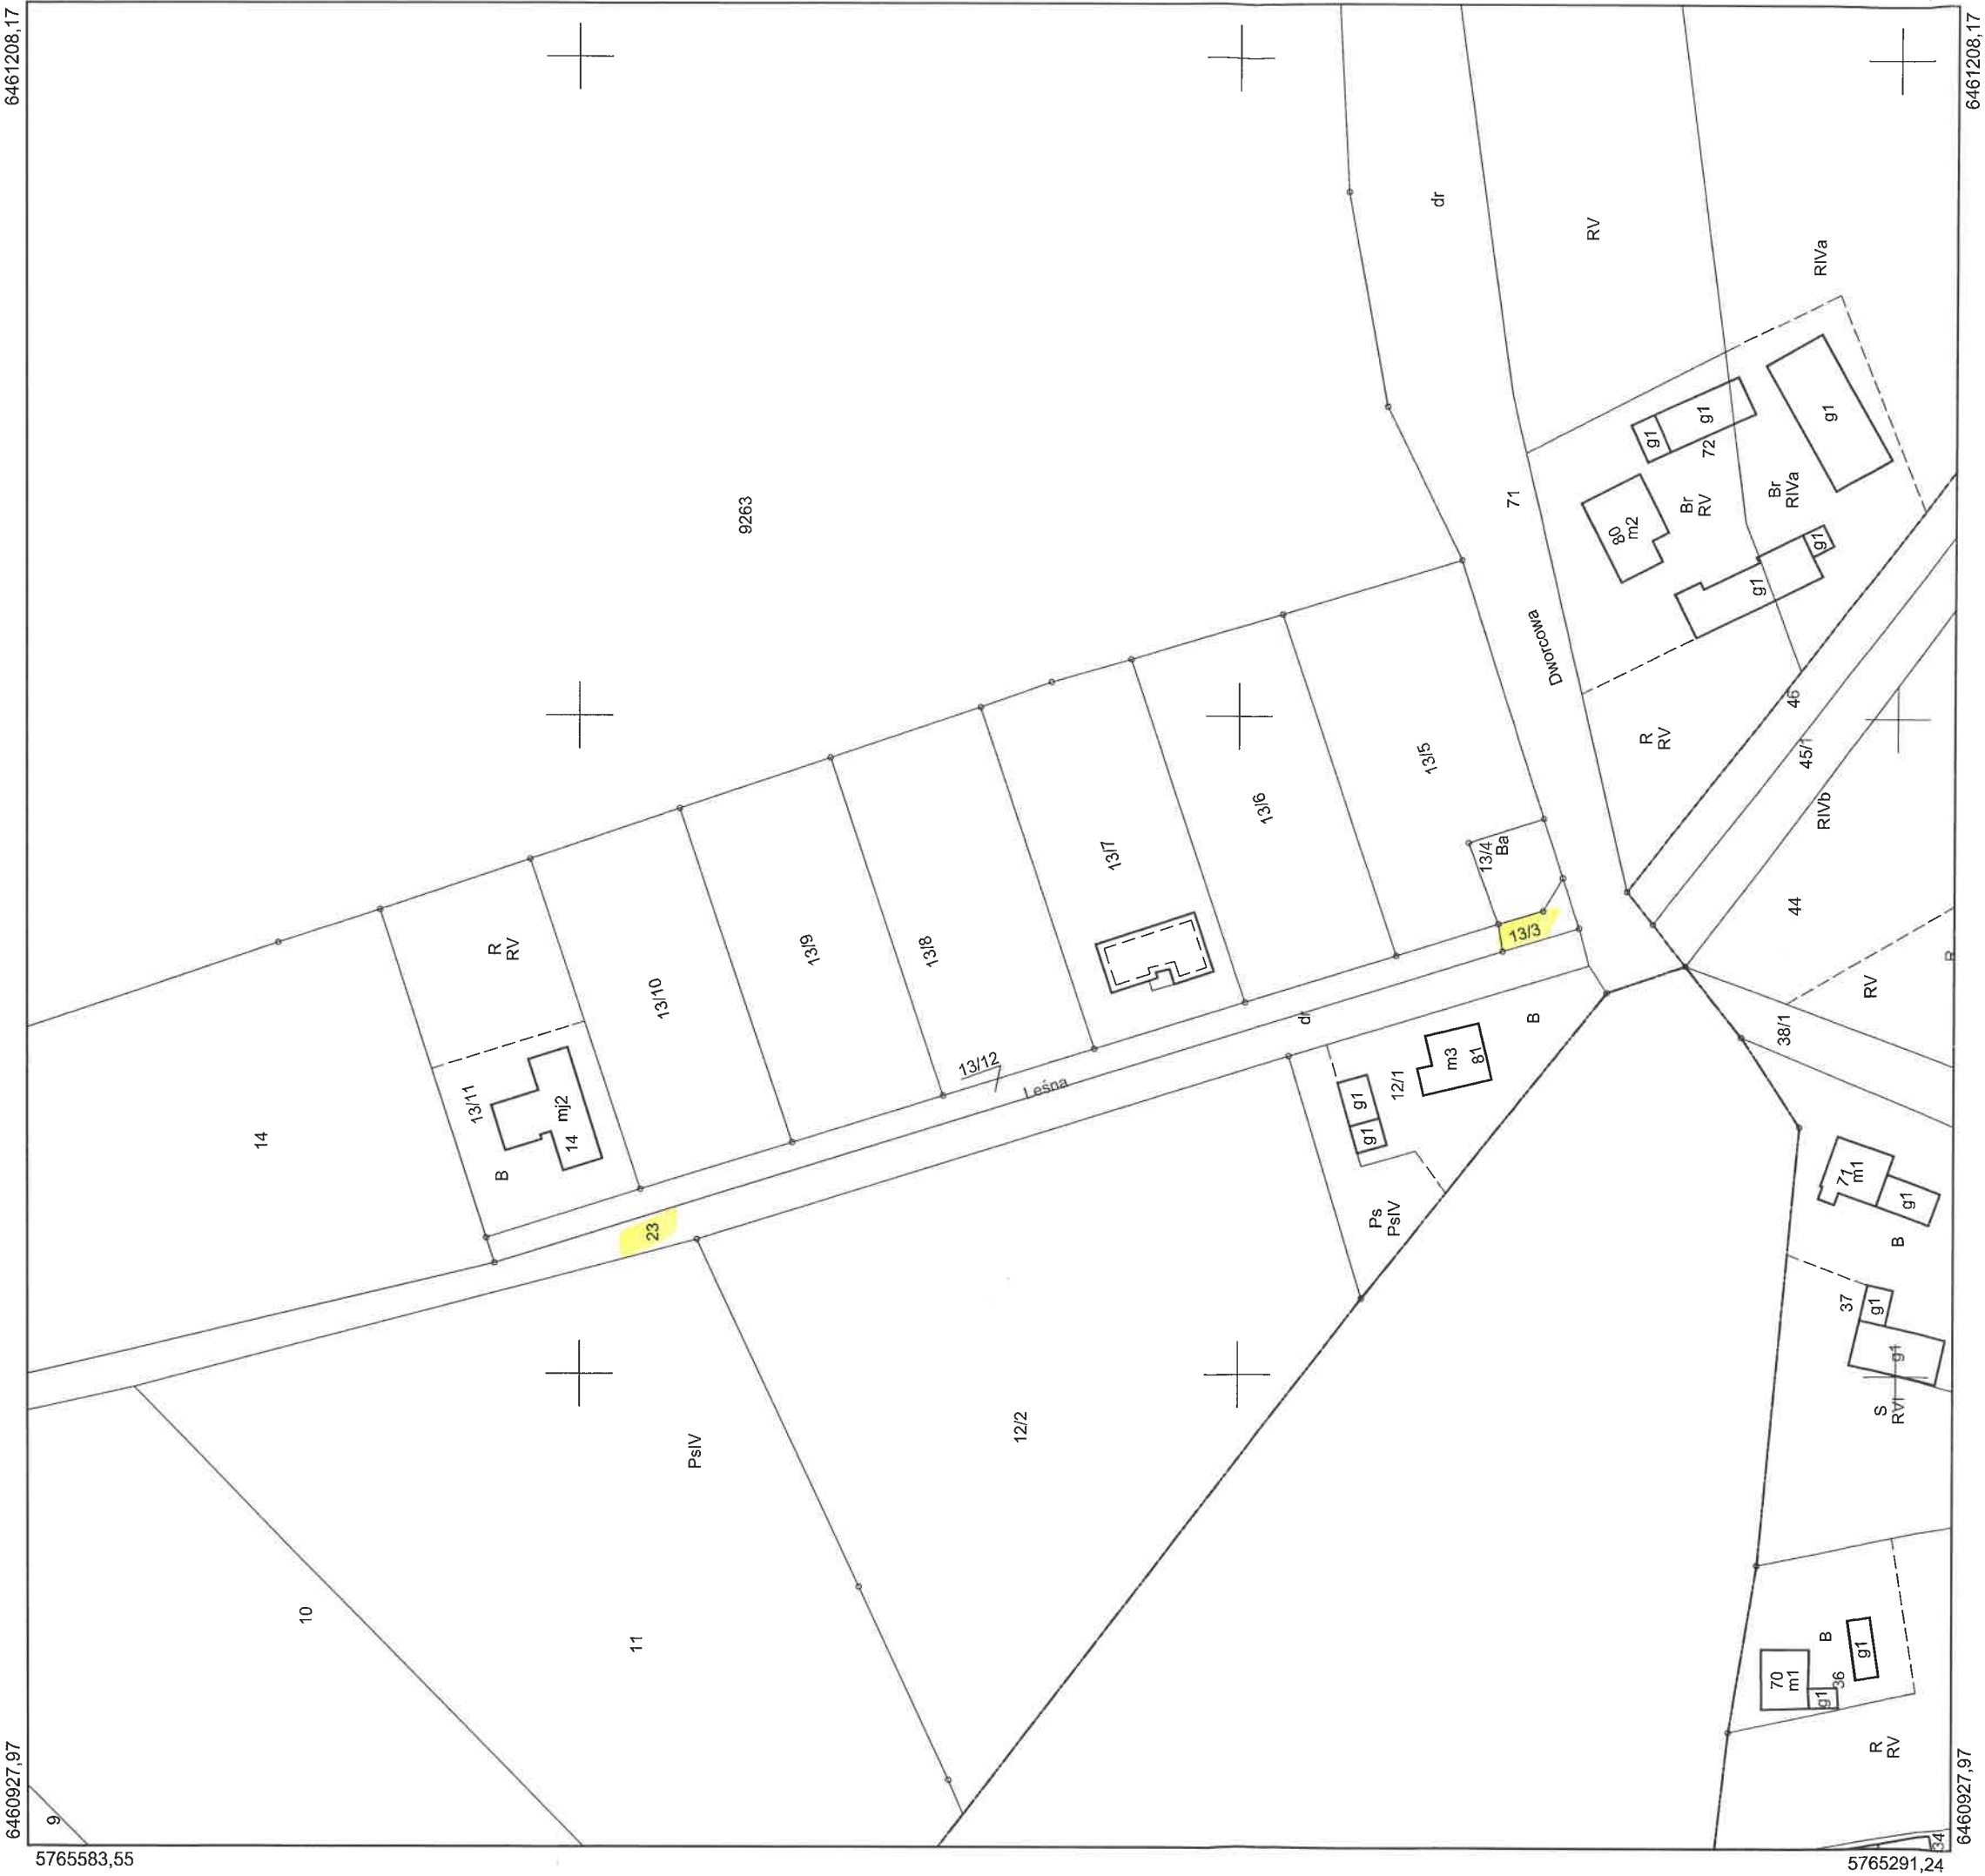 6461208,17
6461208,17
dr
RV
RIVa
9263
g1
g1
72
g1
71
80
m2
Br
RV
Br
RIVa
g1
g1
Dworcowa
46
R
RV
45/1
RIVb
13/5
13/6
13/4
Ba
13/7
44
13/3
R
RV
13/8
13/9
13/10
R
RV
dr
B
38/1
13/12
Leśna
m3
81
12/1
g1
g1
13/11
mj2
14
14
B
71
m1
g1
Ps
PsIV
23
B
37
g1
g1
S
RVI
12/2
PsIV
10
11
B
g1
70
m1
g1
36
R
RV
9
34
6460927,97
6460927,97
5765583,55
5765291,24